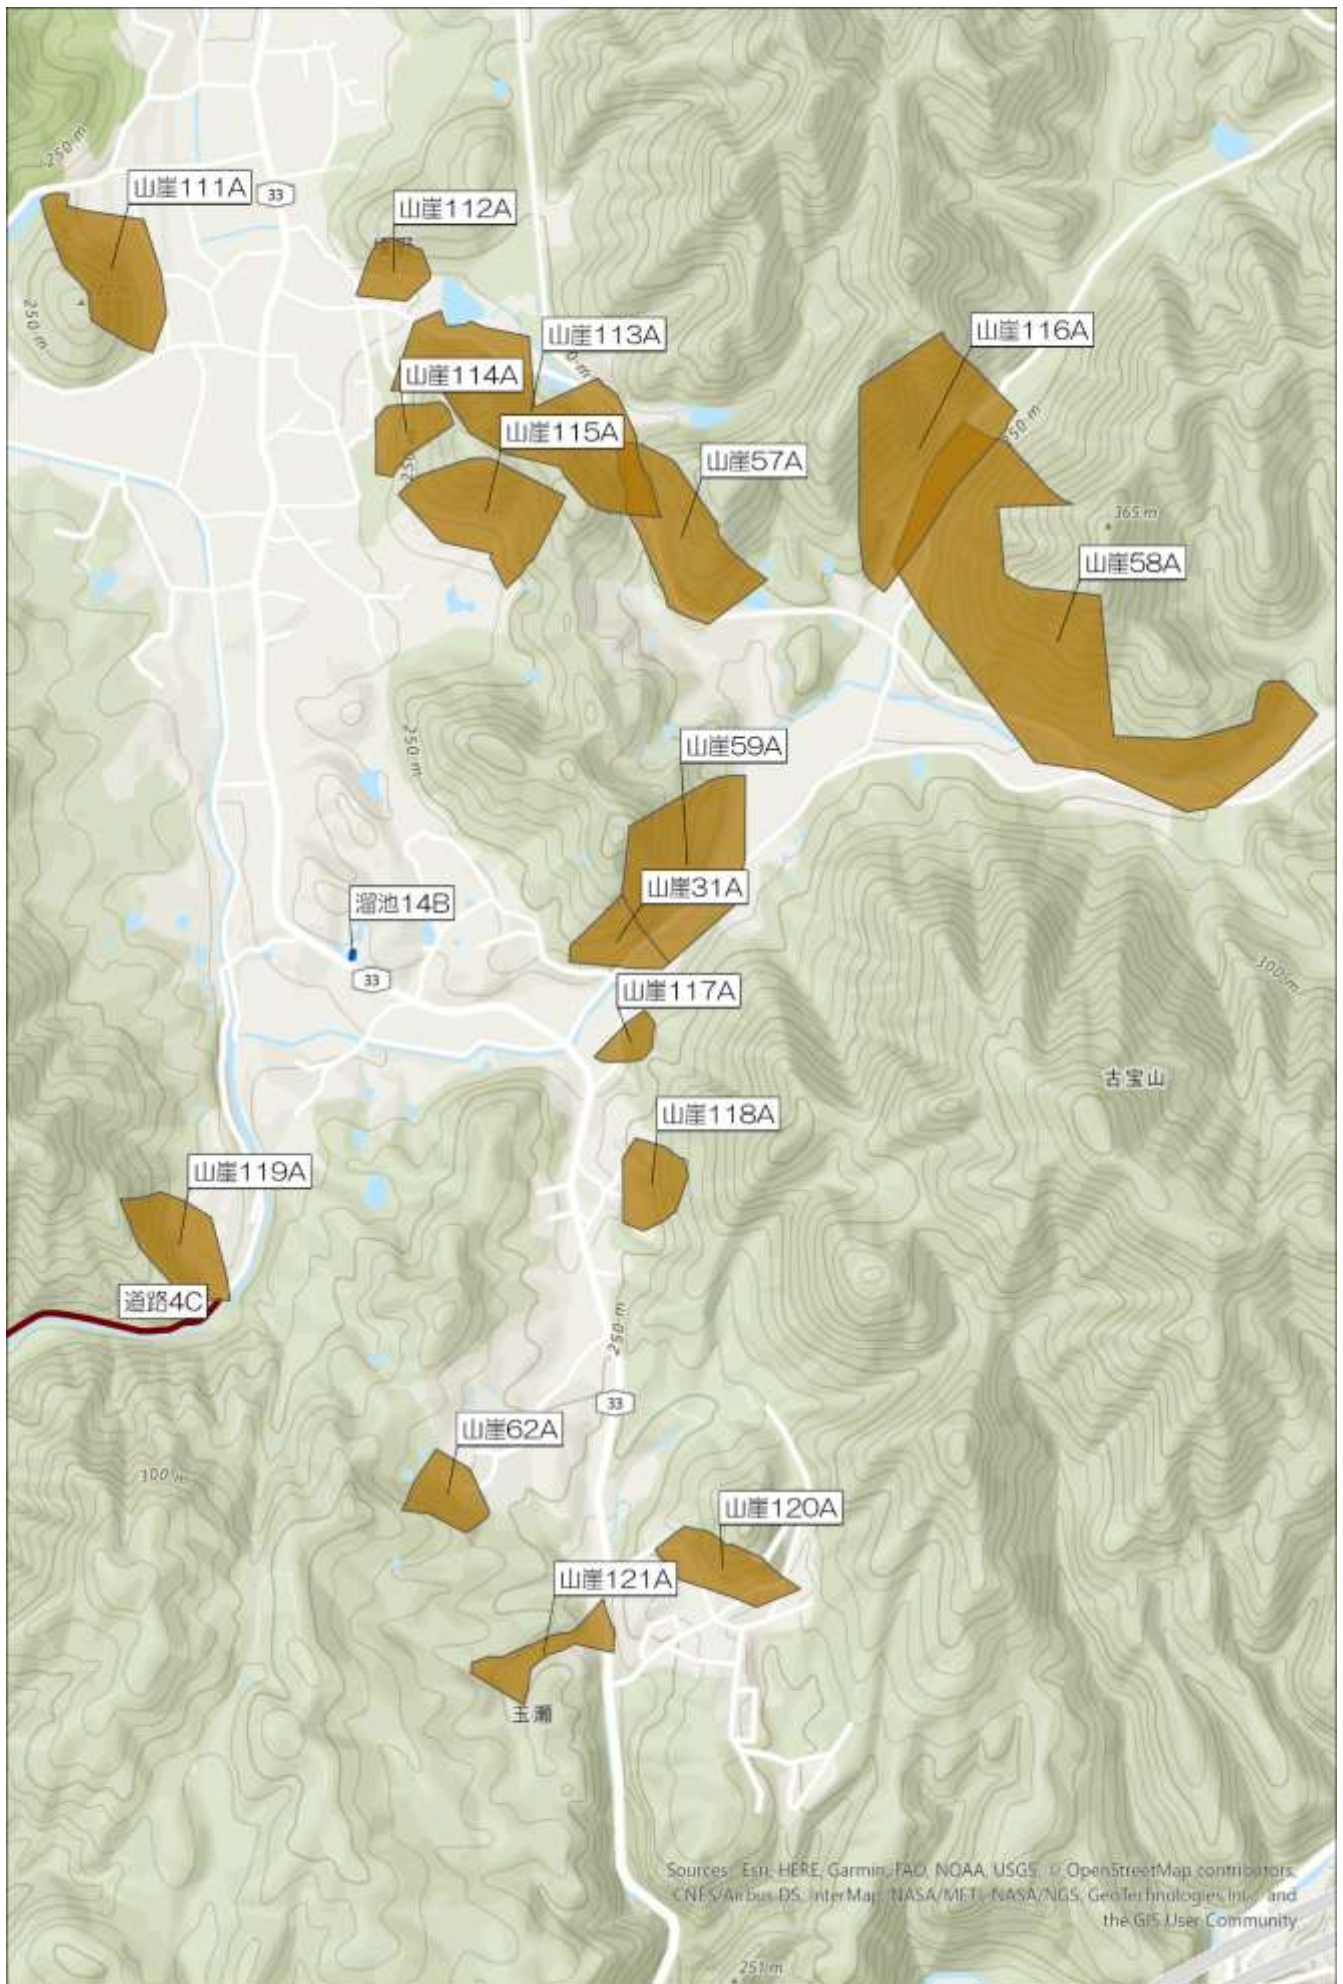 250 m
山崖111A
33
山崖112A
250 m
山崖113A
山崖116A
山崖114A
山崖115A
山崖57A
365 m
山崖58A
250 m
山崖59A
山崖31A
溜池14B
33
山崖117A
300 m
古宝山
山崖118A
山崖119A
道路4C
250 m
33
山崖62A
300 m
山崖120A
山崖121A
玉瀬
Sources: Esri, HERE, Garmin, FAO, NOAA, USGS, © OpenStreetMap contributors,
CNES/Airbus DS, InterMap, NASA/METI, NASA/NGS, GeoTechnologies Inc., and
the GIS User Community
251 m